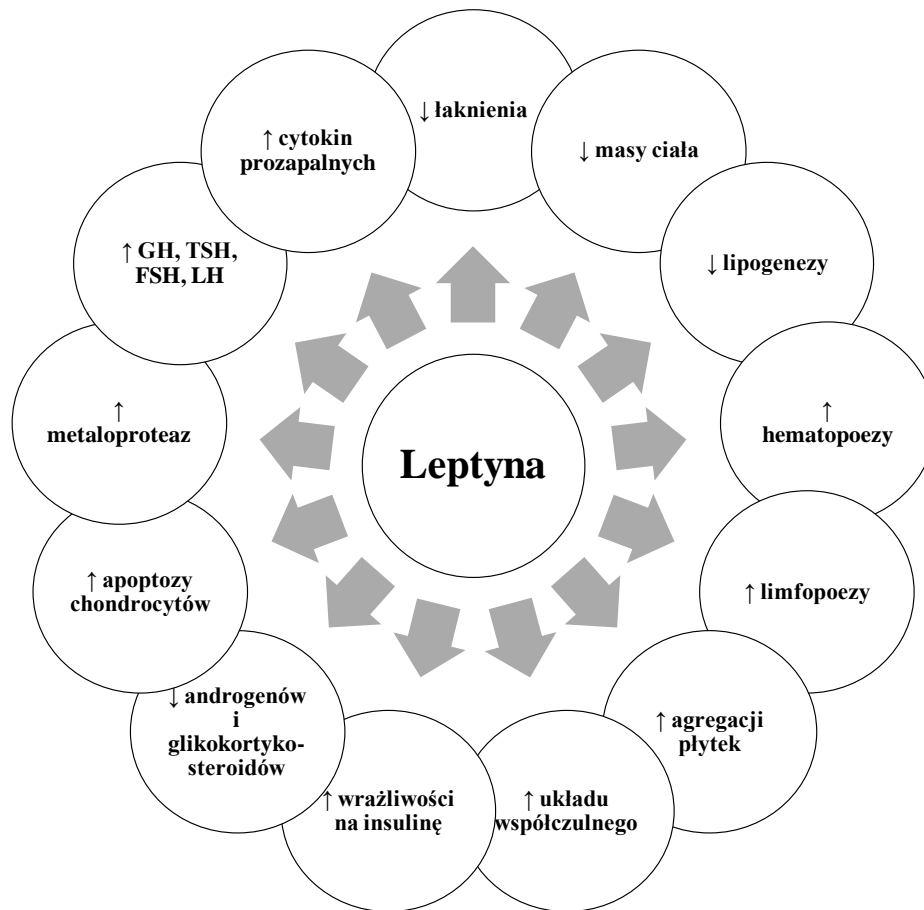 ↓ łaknienia
↓ masy ciała
↓ lipogenezy
↑
hematopoezy
↑ limfopoezy
↑ agregacji
płytek
↑ układu
współczulnego
↑ wrażliwości
na insulinę
↓ androgenów
i
glikokortyko-
steroidów
↑ apoptozy
chondrocytów
↑
metaloproteaz
↑ GH, TSH,
FSH, LH
↑ cytokin
prozapalnych
Leptyna